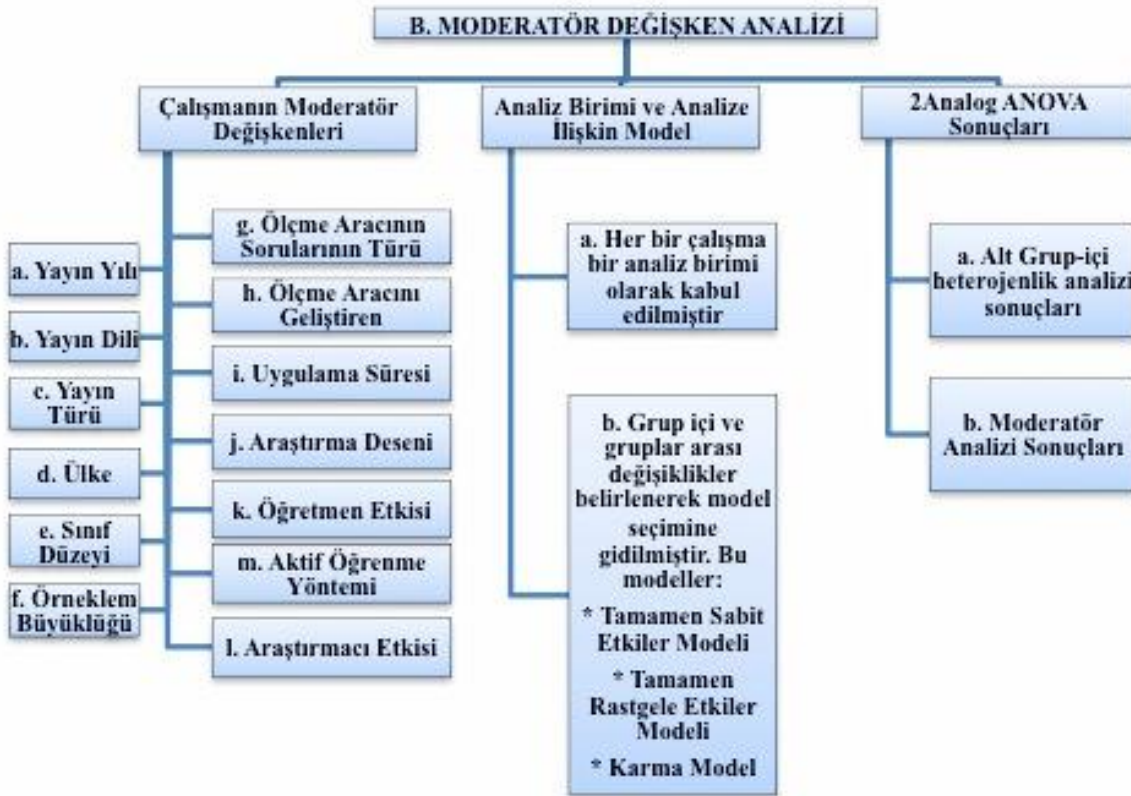 B. MODERATÖR DEĞİŞKEN ANALİZİ
Çalışmanın Moderatör
Değişkenleri
a. Yayın Yılı
b. Yayın Dili
c. Yayın
Türü
d. Ülke
e. Sınıf
Düzeyi
f. Örneklem
Büyüklüğü
g. Ölçme Aracının
Sorularının Türü
h. Ölçme Aracını
Geliştiren
i. Uygulama Süresi
j. Araştırma Deseni
k. Öğretmen Etkisi
m. Aktif Öğrenme
Yöntemi
l. Araştırmacı Etkisi
Analiz Birimi ve Analize
İlişkin Model
a. Her bir çalışma
bir analiz birimi
olarak kabul
edilmiştir
b. Grup içi ve
gruplar arası
değişiklikler
belirlenerek model
seçimine
gidilmiştir. Bu
modeller:
* Tamamen Sabit
Etkiler Modeli
* Tamamen
Rastgele Etkiler
Modeli
* Karma Model
2Analog ANOVA
Sonuçları
a. Alt Grup-içi
heterojenlik analizi
sonuçları
b. Moderatör
Analizi Sonuçları